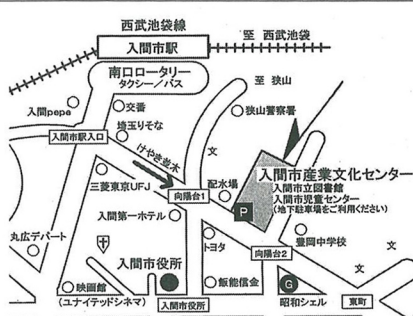 西武池袋線
至 西武池袋
入間市駅
南口ロータリー
タクシー/バス
至 狭山
入間pepe
交番
狭山警察署
埼玉りそな
入間市駅入口
けやき並木
文
入間市産業文化センター
入間市立図書館
入間市児童センター
(地下駐車場をご利用ください)
三菱東京UFJ
配水場
向陽台1
P
入間第一ホテル
丸広デパート
トヨタ
豊岡中学校
向陽台2
文
入間市役所
文
飯能信金
G
映画館
(ユナイテッドシネマ)
入間市役所
昭和シェル
東町